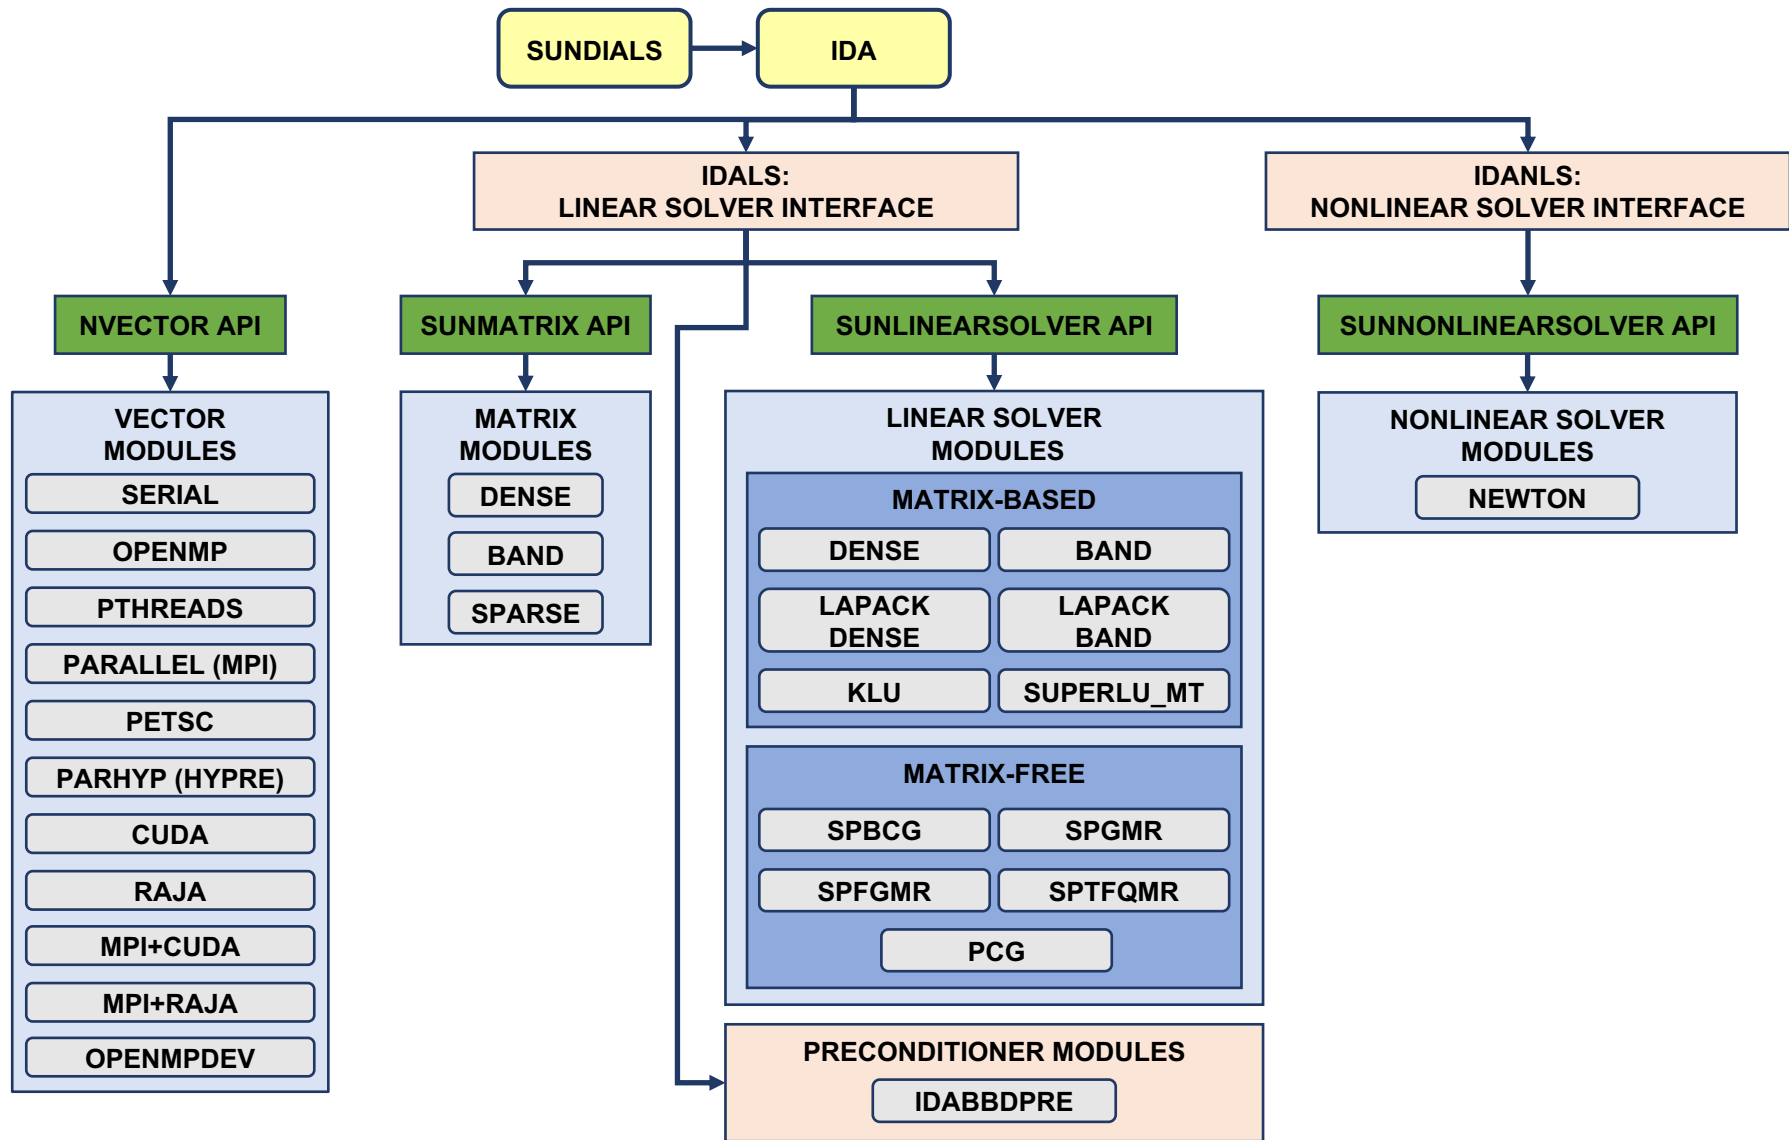 SUNDIALS
IDA
IDALS:
LINEAR SOLVER INTERFACE
IDANLS:
NONLINEAR SOLVER INTERFACE
NVECTOR API
SUNMATRIX API
SUNLINEARSOLVER API
SUNNONLINEARSOLVER API
VECTOR
MODULES
SERIAL
OPENMP
PTHREADS
PARALLEL (MPI)
PETSC
PARHYP (HYPRE)
CUDA
RAJA
MPI+CUDA
MPI+RAJA
OPENMPDEV
MATRIX
MODULES
DENSE
BAND
SPARSE
LINEAR SOLVER
MODULES
MATRIX-BASED
DENSE
BAND
LAPACK
DENSE
LAPACK
BAND
KLU
SUPERLU_MT
MATRIX-FREE
SPBCG
SPGMR
SPFGMR
SPTFQMR
PCG
PRECONDITIONER MODULES
IDABBDPRE
NONLINEAR SOLVER
MODULES
NEWTON